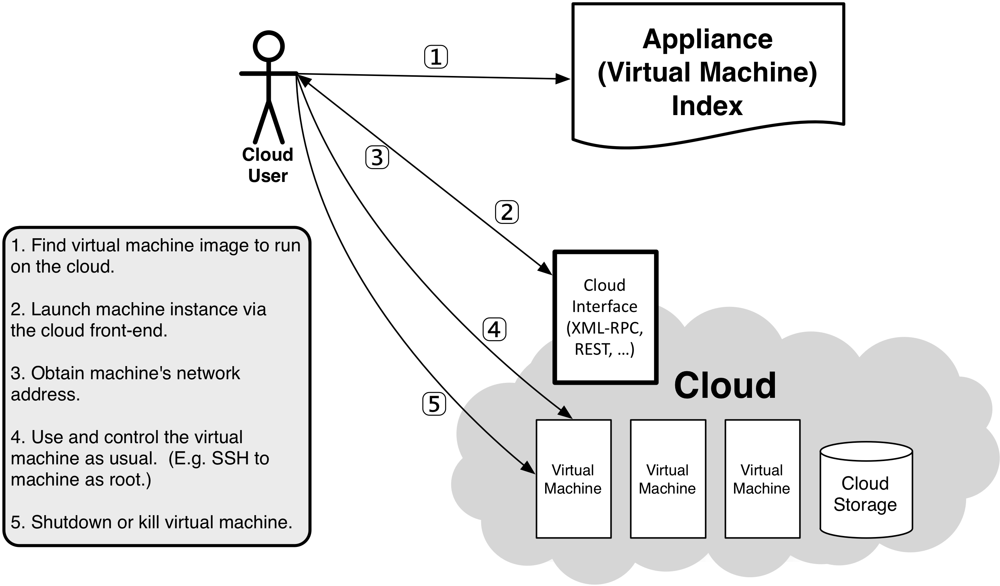 Appliance
(Virtual Machine)
Index
1
Cloud
User
3
2
1. Find virtual machine image to run
on the cloud.
2. Launch machine instance via
the cloud front-end.
3. Obtain machine's network
address.
4. Use and control the virtual
machine as usual.  (E.g. SSH to
machine as root.)
5. Shutdown or kill virtual machine.
Cloud
Interface
(XML-RPC,
REST, ...)
4
5
Cloud
Virtual
Machine
Virtual
Machine
Virtual
Machine
Cloud
Storage